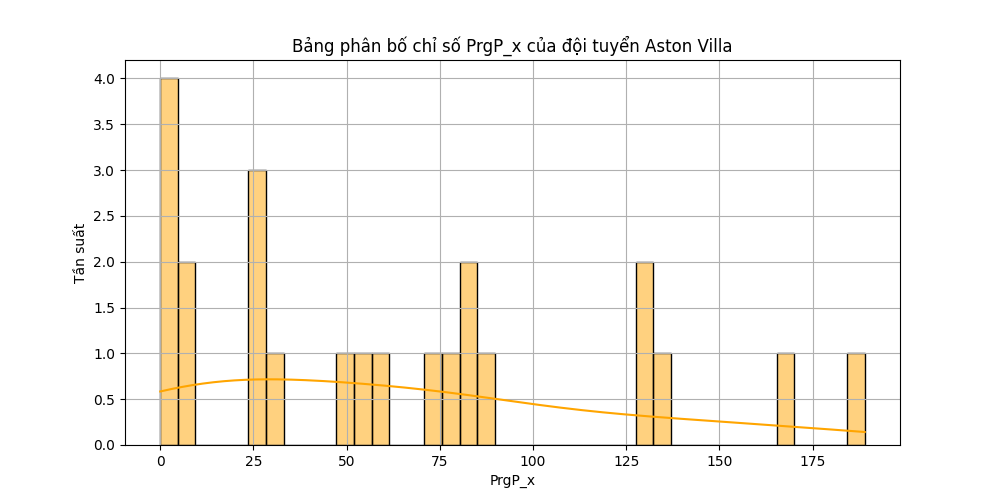 Bảng phân bố chỉ số PrgP_x của đội tuyển Aston Villa
4.0
3.5
3.0
2.5
2.0
1.5
1.0
0.5
0.0
Tần suất
0 25 50 75 100 125 150 175
PrgP_x